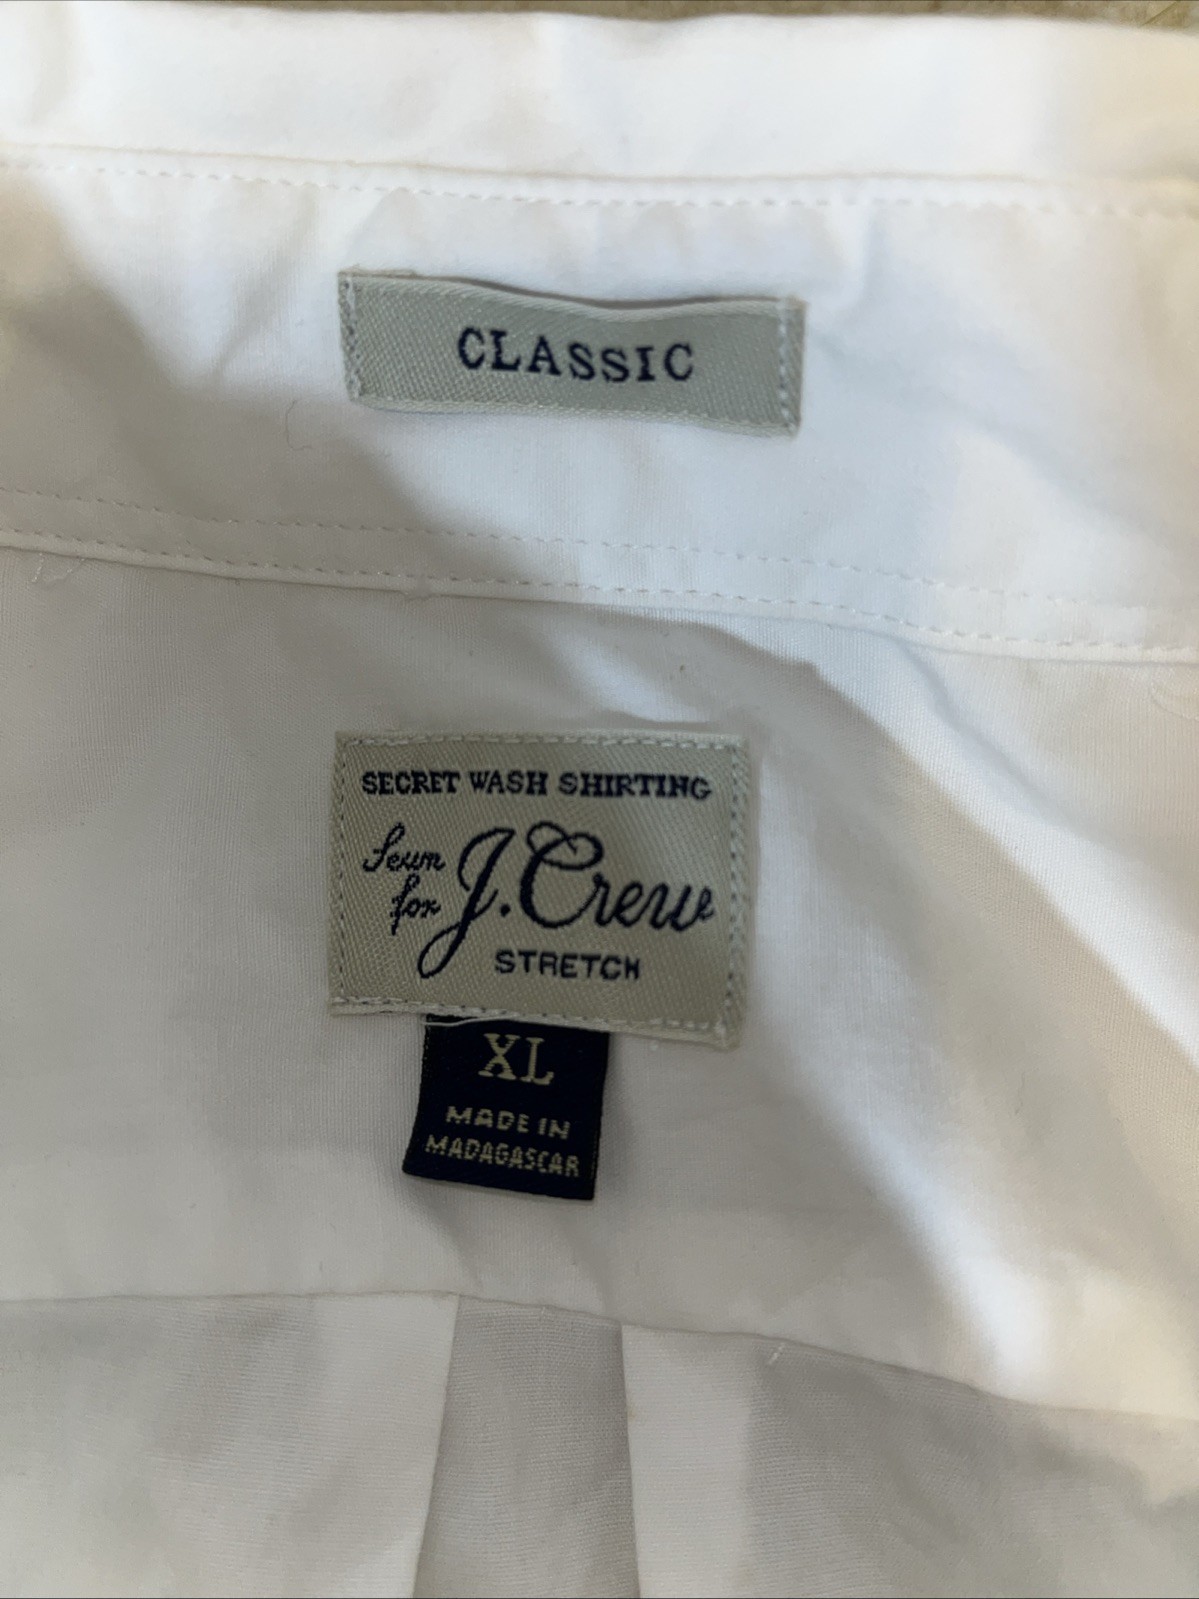 CLASSIC
SECRET WASH SHIRTING
Sewn
for J.Crew
STRETCH
XL
MADE IN
MADAGASCAR